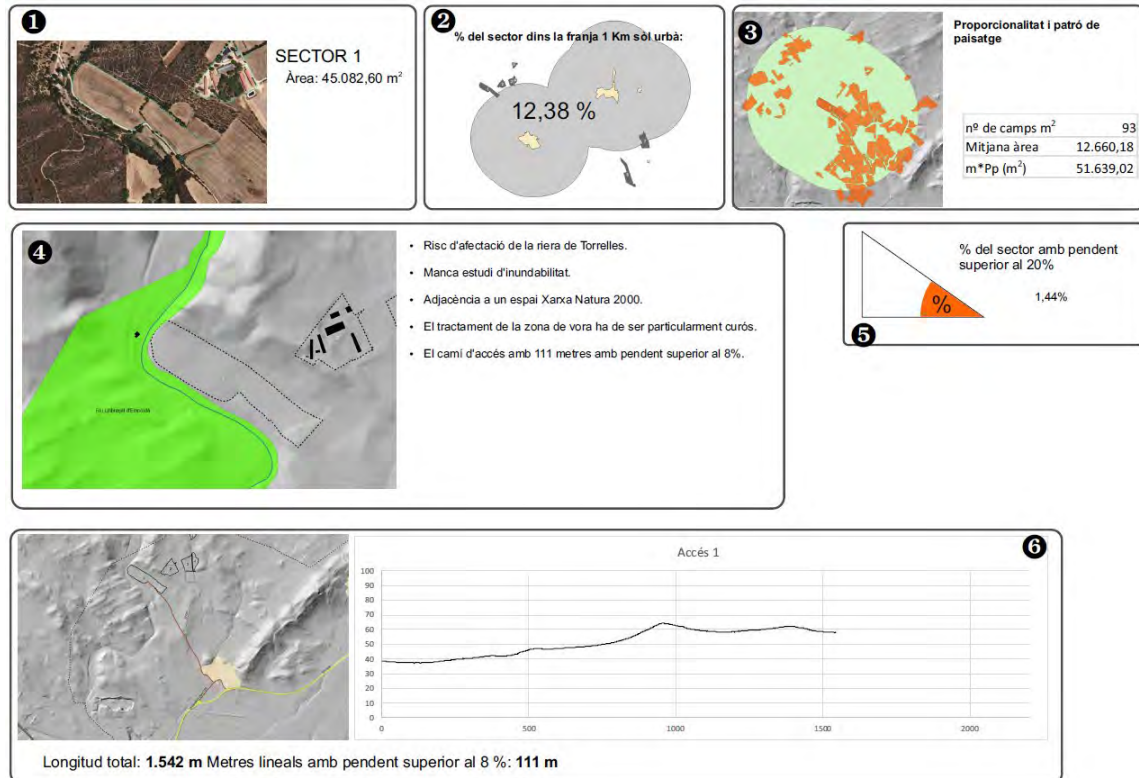 1
SECTOR 1
Àrea: 45.082,60 m²
2
% del sector dins la franja 1 Km sòl urbà:
12,38 %
3
Proporcionalitat i patró de
paisatge
nº de camps m² 93
Mitjana àrea 12.660,18
m*Pp (m²) 51.639,02
4
• Risc d'afectació de la riera de Torrelles.
• Manca estudi d'inundabilitat.
• Adjacència a un espai Xarxa Natura 2000.
• El tractament de la zona de vora ha de ser particularment curós.
• El camí d'accés amb 111 metres amb pendent superior al 8%.
% del sector amb pendent
superior al 20%
1,44%
%
5
6
Accés 1
100
90
80
70
60
50
40
30
20
10
0
0 500 1000 1500 2000
Longitud total: 1.542 m Metres lineals amb pendent superior al 8 %: 111 m